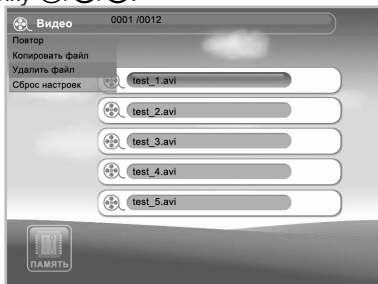 Видео 0001 /0012
Повтор
Копировать файл
Удалить файл
Сброс настроек
test_1.avi
test_2.avi
test_3.avi
test_4.avi
test_5.avi
ПАМЯТЬ